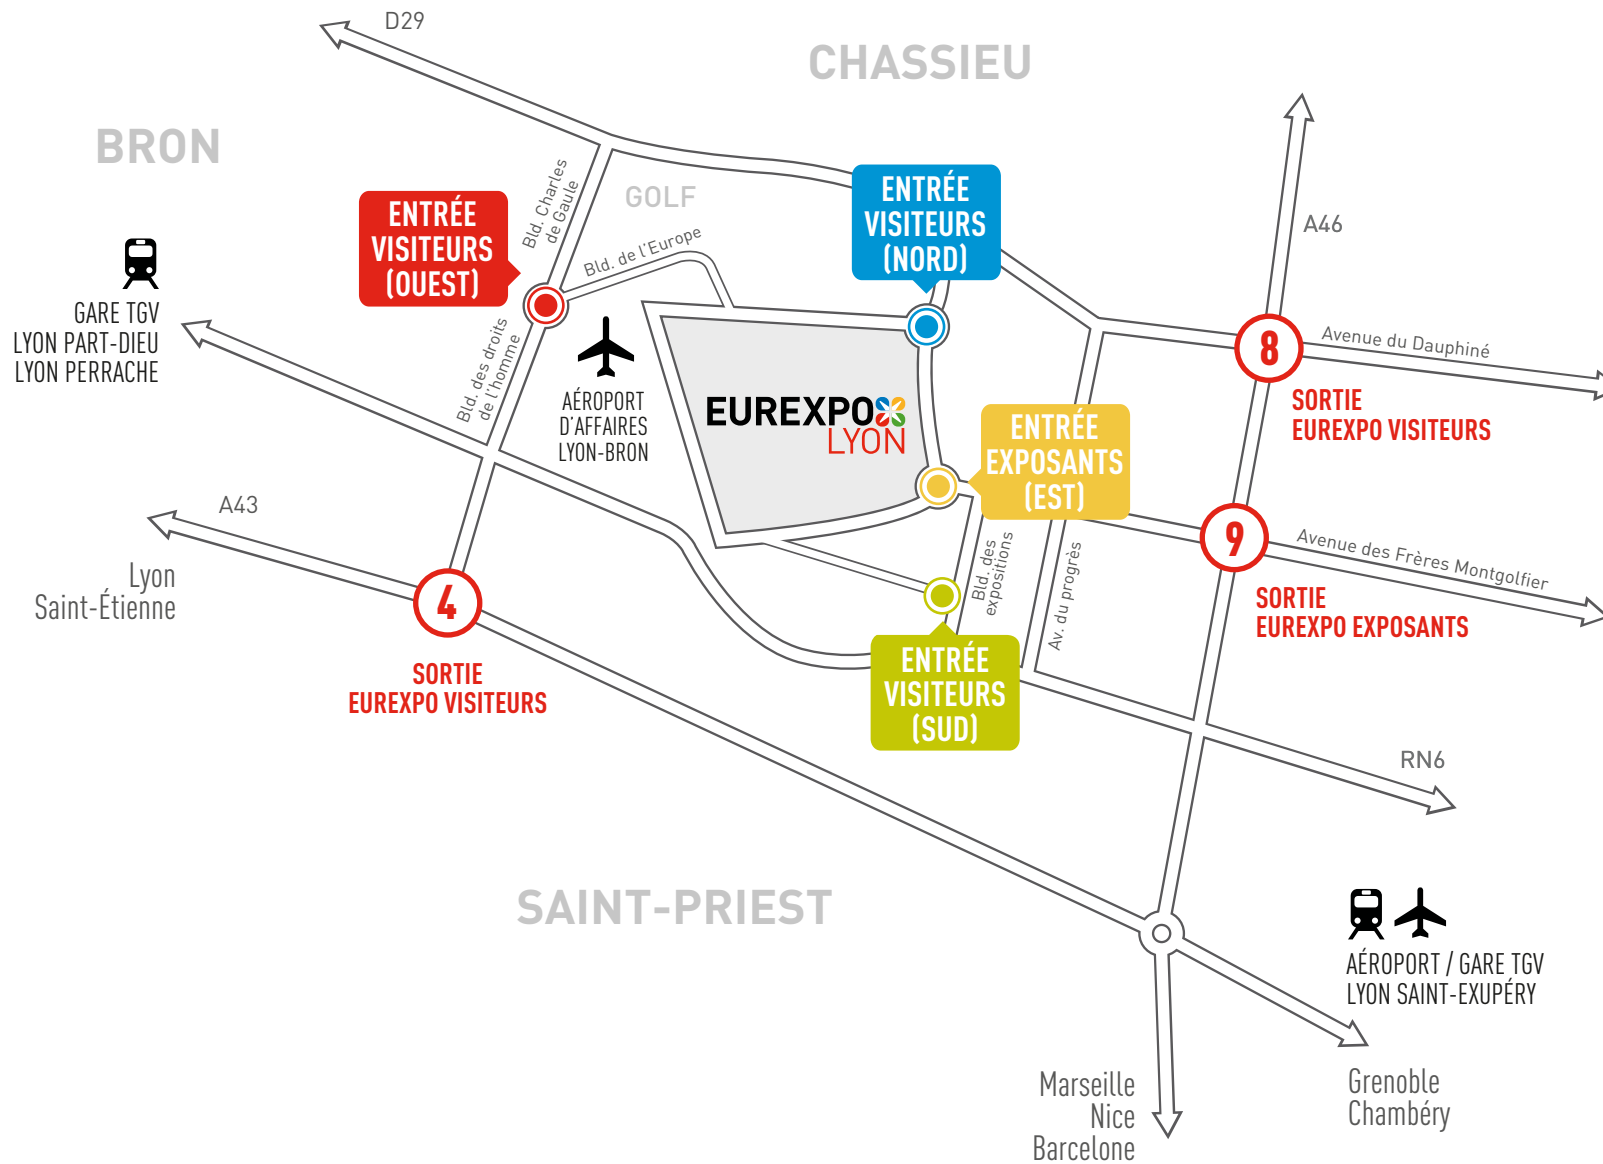 D29
CHASSIEU
BRON
Bld. Charles
de Gaule
GOLF
ENTRÉE
VISITEURS
(NORD)
ENTRÉE
VISITEURS
(OUEST)
Bld. de l'Europe
A46
GARE TGV
LYON PART-DIEU
LYON PERRACHE
Bld. des droits
de l'homme
AÉROPORT
D'AFFAIRES
LYON-BRON
EUREXPO
LYON
8
Avenue du Dauphiné
SORTIE
EUREXPO VISITEURS
ENTRÉE
EXPOSANTS
(EST)
A43
Lyon
Saint-Étienne
4
SORTIE
EUREXPO VISITEURS
Bld. des
expositions
Av. du progrès
9
Avenue des Frères Montgolfier
SORTIE
EUREXPO EXPOSANTS
ENTRÉE
VISITEURS
(SUD)
RN6
SAINT-PRIEST
AÉROPORT / GARE TGV
LYON SAINT-EXUPÉRY
Marseille
Nice
Barcelone
Grenoble
Chambéry